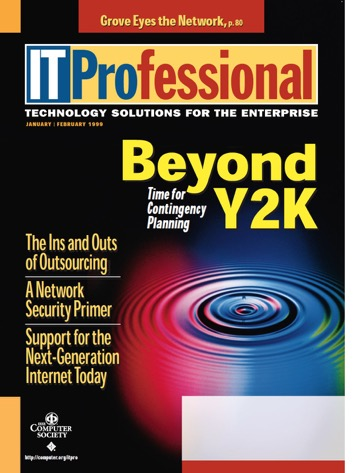 Grove Eyes the Network, p. 80
ITProfessional
TECHNOLOGY SOLUTIONS FOR THE ENTERPRISE
JANUARY | FEBRUARY 1999
Beyond
Y2K
Time for
Contingency
Planning
The Ins and Outs
of Outsourcing
A Network
Security Primer
Support for the
Next-Generation
Internet Today
IEEE
COMPUTER
SOCIETY
http://computer.org/itpro